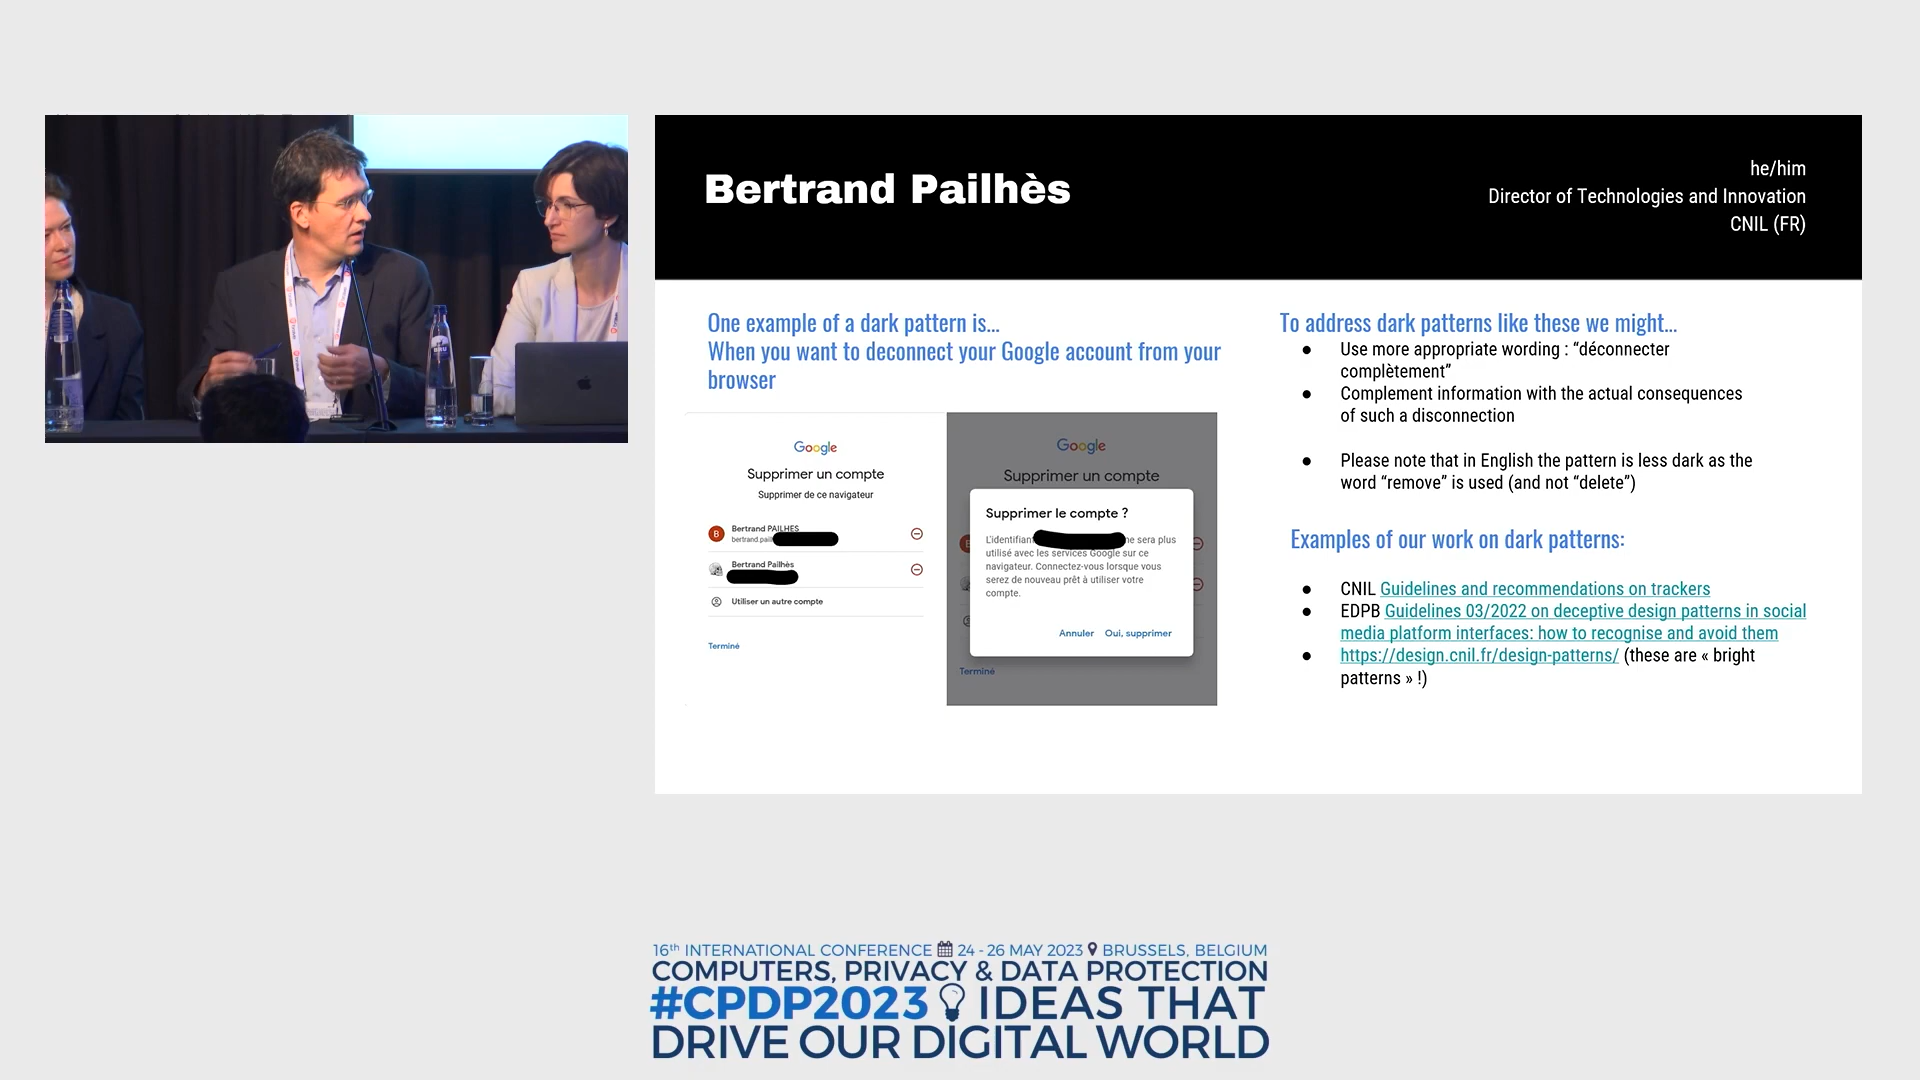 Bertrand Pailhès
he/him
Director of Technologies and Innovation
CNIL (FR)
One example of a dark pattern is...
When you want to deconnect your Google account from your
browser
Google
Supprimer un compte
Supprimer de ce navigateur
B
Bertrand PAILHES
bertrand.pail
Bertrand Pailhès
Utiliser un autre compte
Terminé
Google
Supprimer un compte
Supprimer le compte ?
L'identifiant ne sera plus
utilisé avec les services Google sur ce
navigateur. Connectez-vous lorsque vous
serez de nouveau prêt à utiliser votre
compte.
Annuler Oui, supprimer
Terminé
To address dark patterns like these we might...
● Use more appropriate wording : “déconnecter
complètement”
● Complement information with the actual consequences
of such a disconnection
● Please note that in English the pattern is less dark as the
word “remove” is used (and not “delete”)
Examples of our work on dark patterns:
● CNIL Guidelines and recommendations on trackers
● EDPB Guidelines 03/2022 on deceptive design patterns in social
media platform interfaces: how to recognise and avoid them
● https://design.cnil.fr/design-patterns/ (these are « bright
patterns » !)
16th INTERNATIONAL CONFERENCE 24 - 26 MAY 2023 BRUSSELS, BELGIUM
COMPUTERS, PRIVACY & DATA PROTECTION
#CPDP2023 IDEAS THAT
DRIVE OUR DIGITAL WORLD